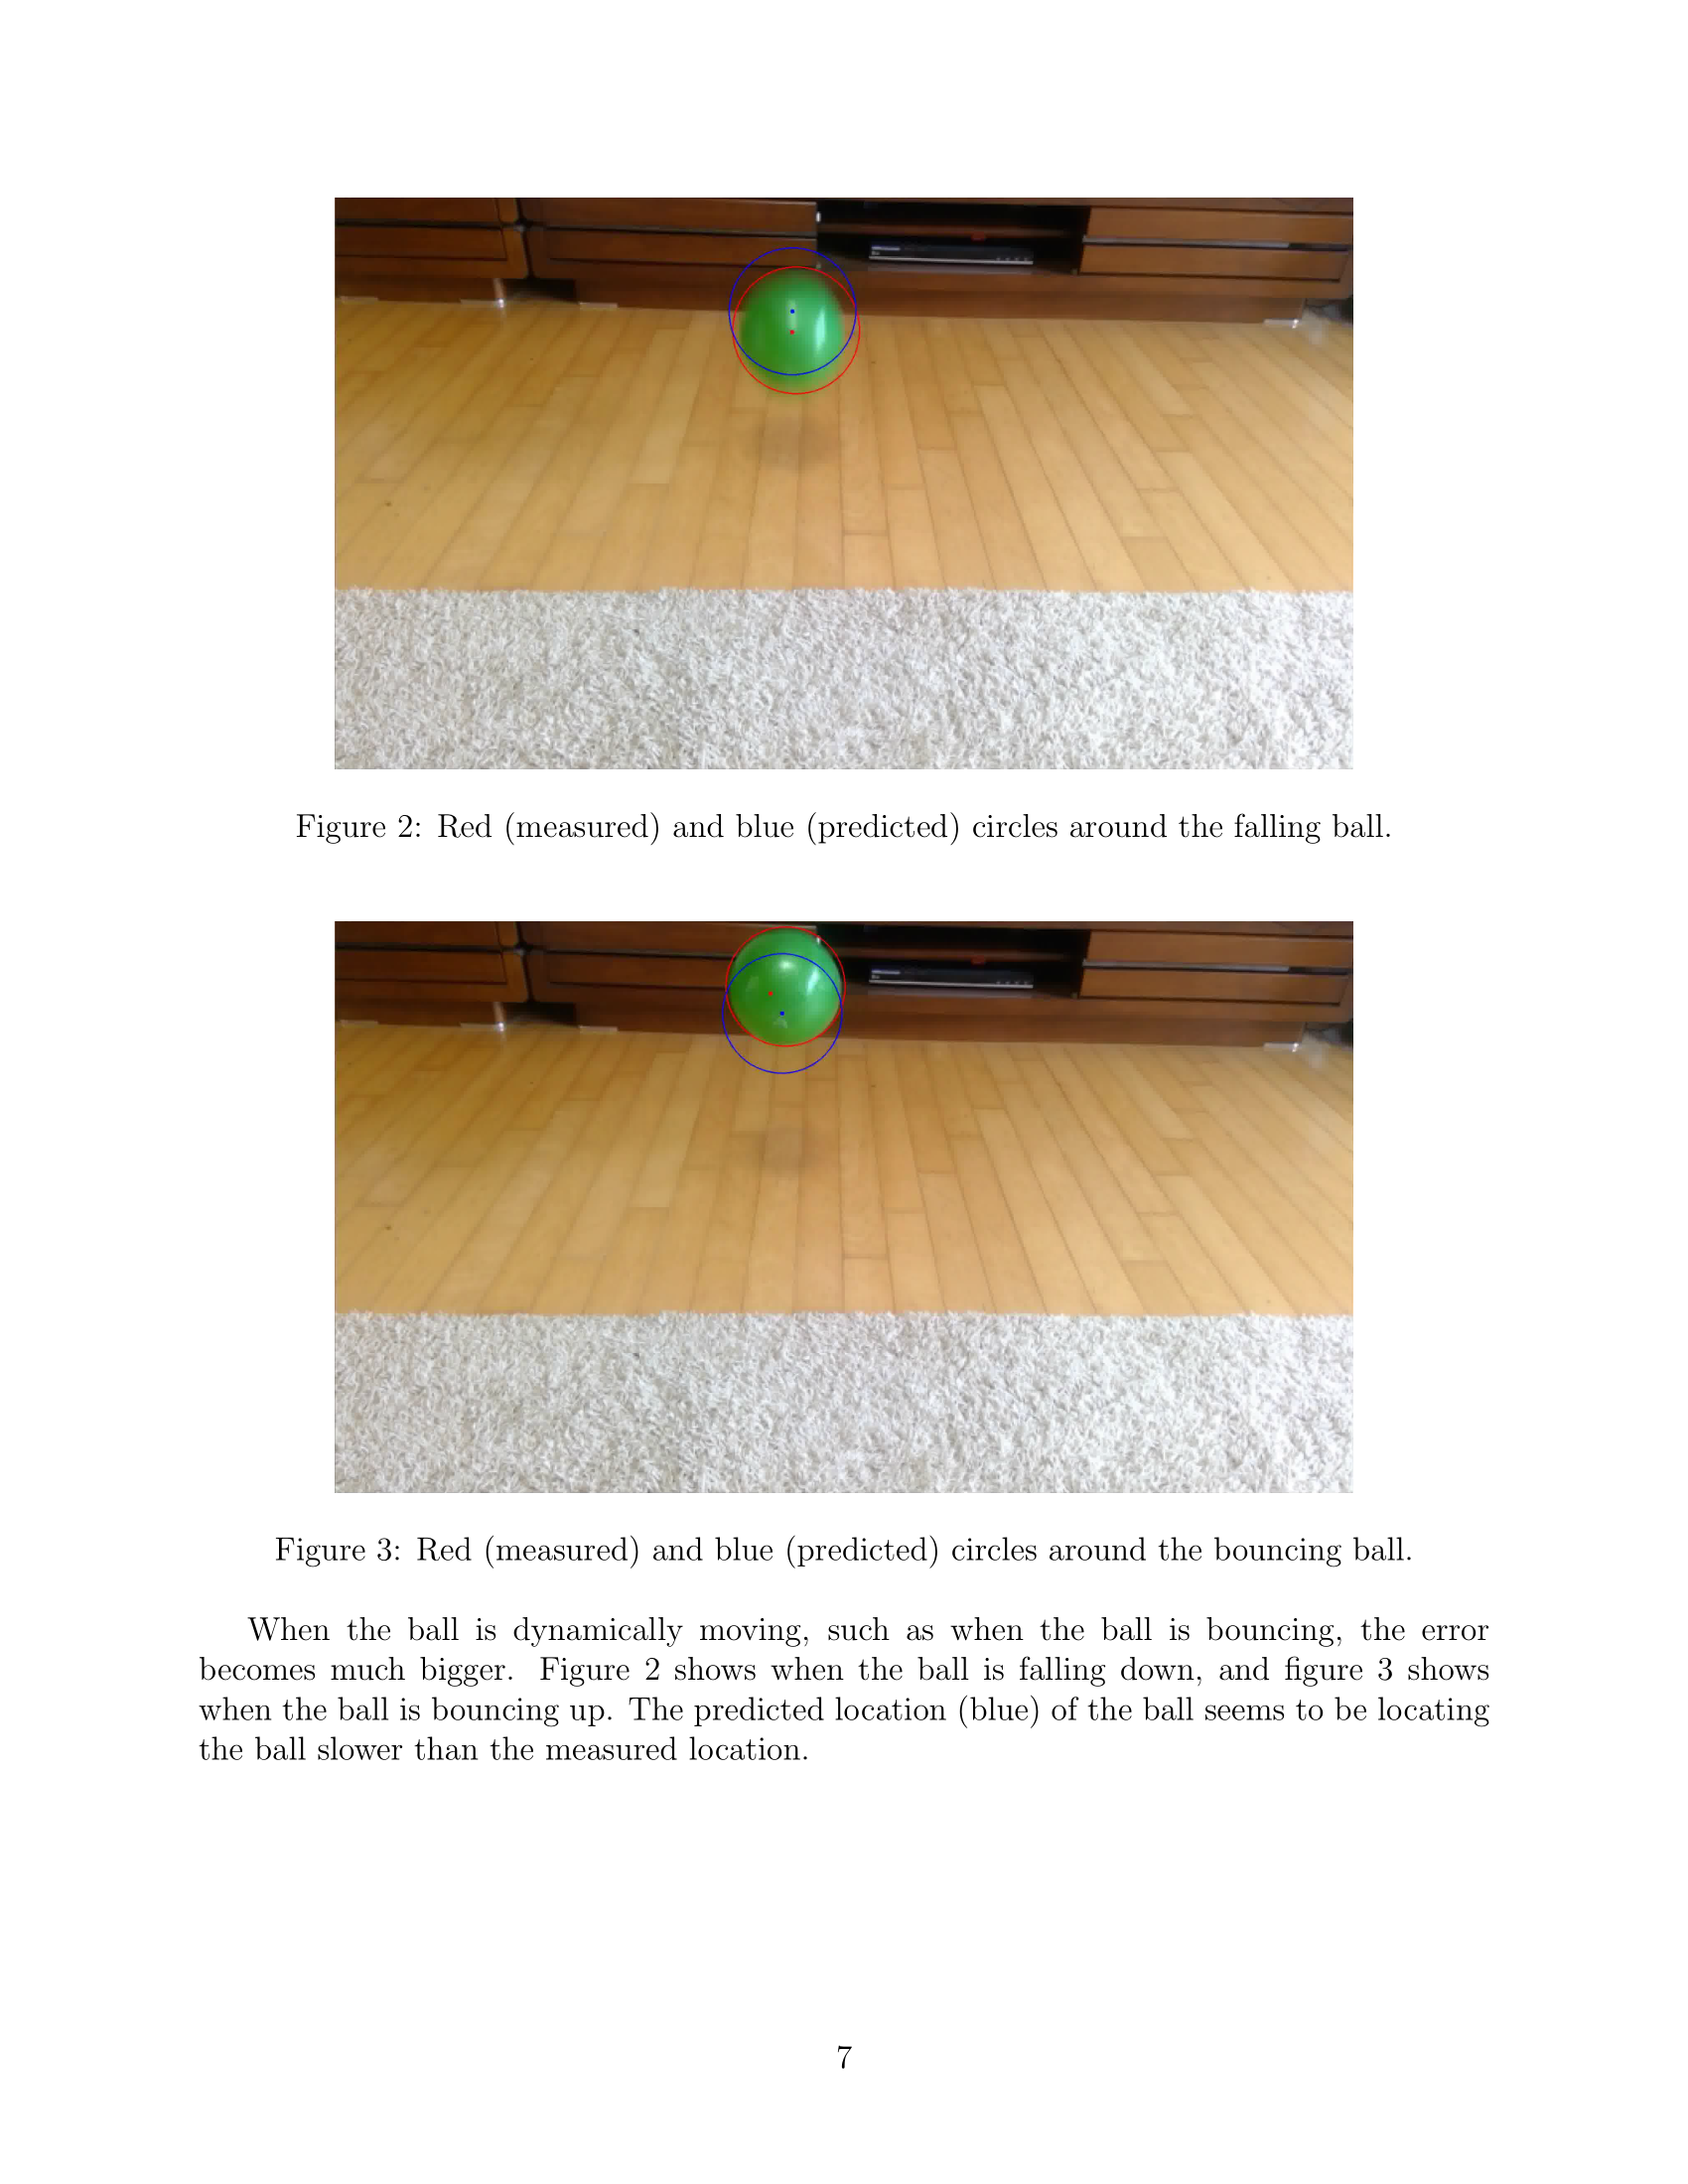 Figure 2: Red (measured) and blue (predicted) circles around the falling ball.
Figure 3: Red (measured) and blue (predicted) circles around the bouncing ball.
When the ball is dynamically moving, such as when the ball is bouncing, the error
becomes much bigger. Figure 2 shows when the ball is falling down, and figure 3 shows
when the ball is bouncing up. The predicted location (blue) of the ball seems to be locating
the ball slower than the measured location.
7